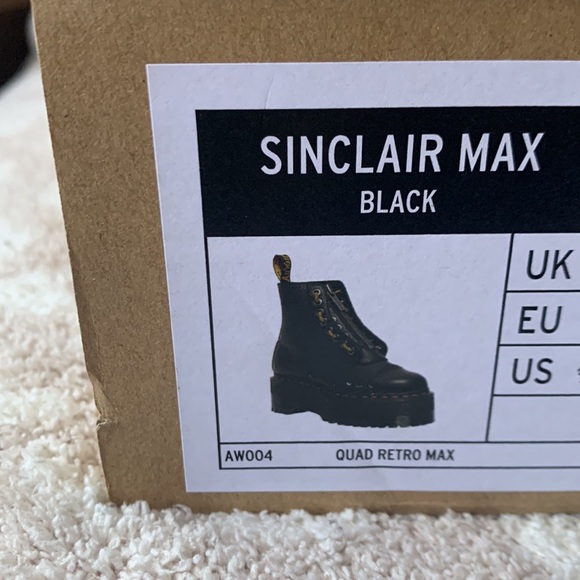 SINCLAIR MAX
BLACK
UK
EU
US
AW004 QUAD RETRO MAX